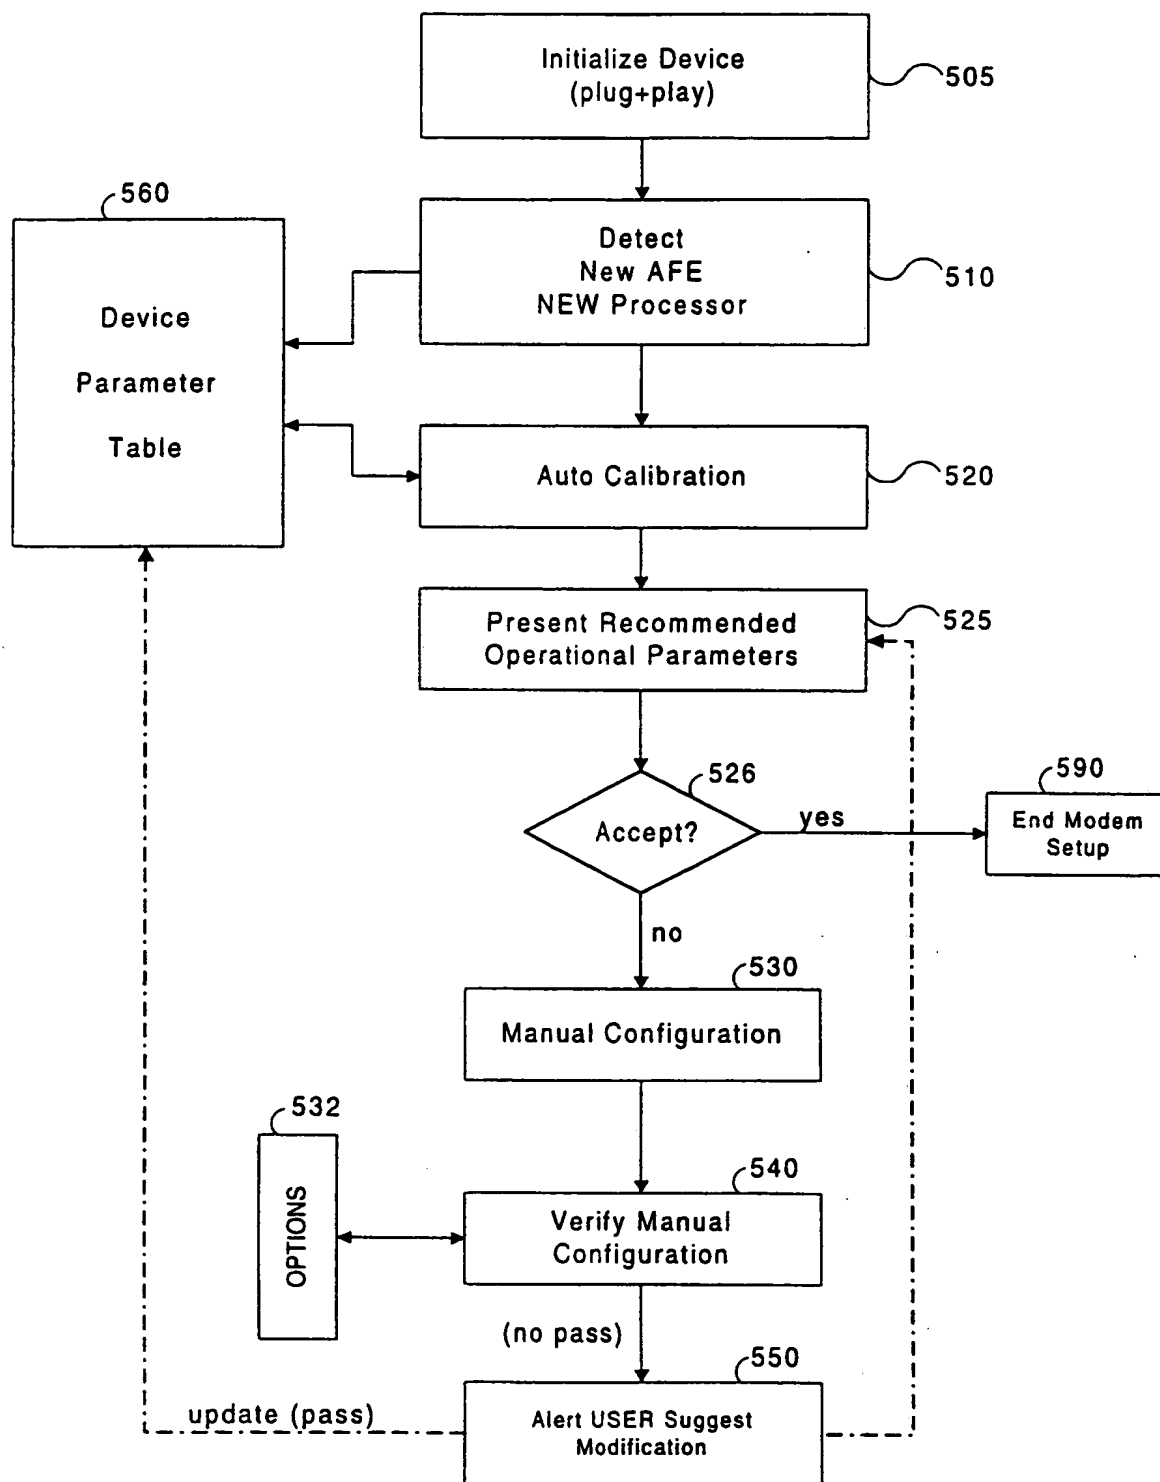 Initialize Device
(plug+play)
505
560
Device
Parameter
Table
Detect
New AFE
NEW Processor
510
Auto Calibration
520
Present Recommended
Operational Parameters
525
526
Accept?
yes
590
End Modem
Setup
no
530
Manual Configuration
532
OPTIONS
540
Verify Manual
Configuration
(no pass)
550
update (pass)
Alert USER Suggest
Modification